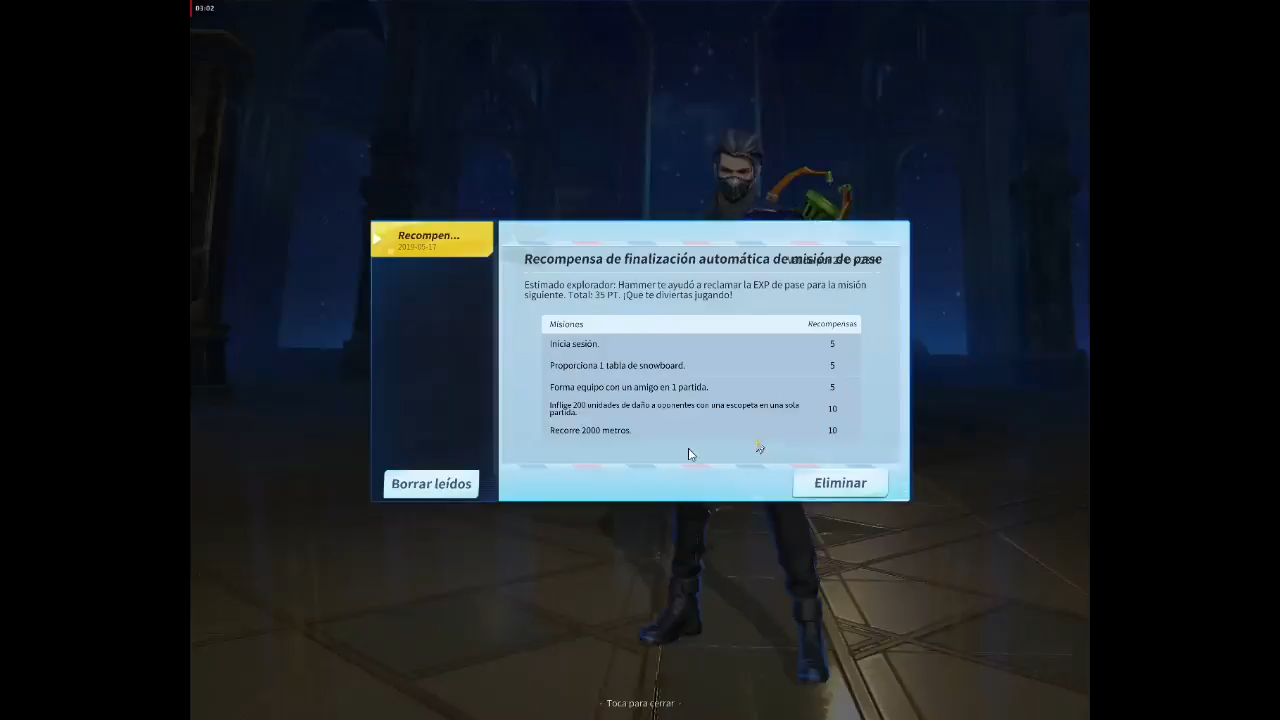 03:02
Recompen...
2019-05-17
Recompensa de finalización automática de misión de pase
Estimado explorador: Hammer te ayudó a reclamar la EXP de pase para la misión
siguiente. Total: 35 PT. ¡Que te diviertas jugando!
Misiones Recompensas
Inicia sesión. 5
Proporciona 1 tabla de snowboard. 5
Forma equipo con un amigo en 1 partida. 5
Inflige 200 unidades de daño a oponentes con una escopeta en una sola
partida. 10
Recorre 2000 metros. 10
Borrar leídos
Eliminar
- Toca para cerrar -